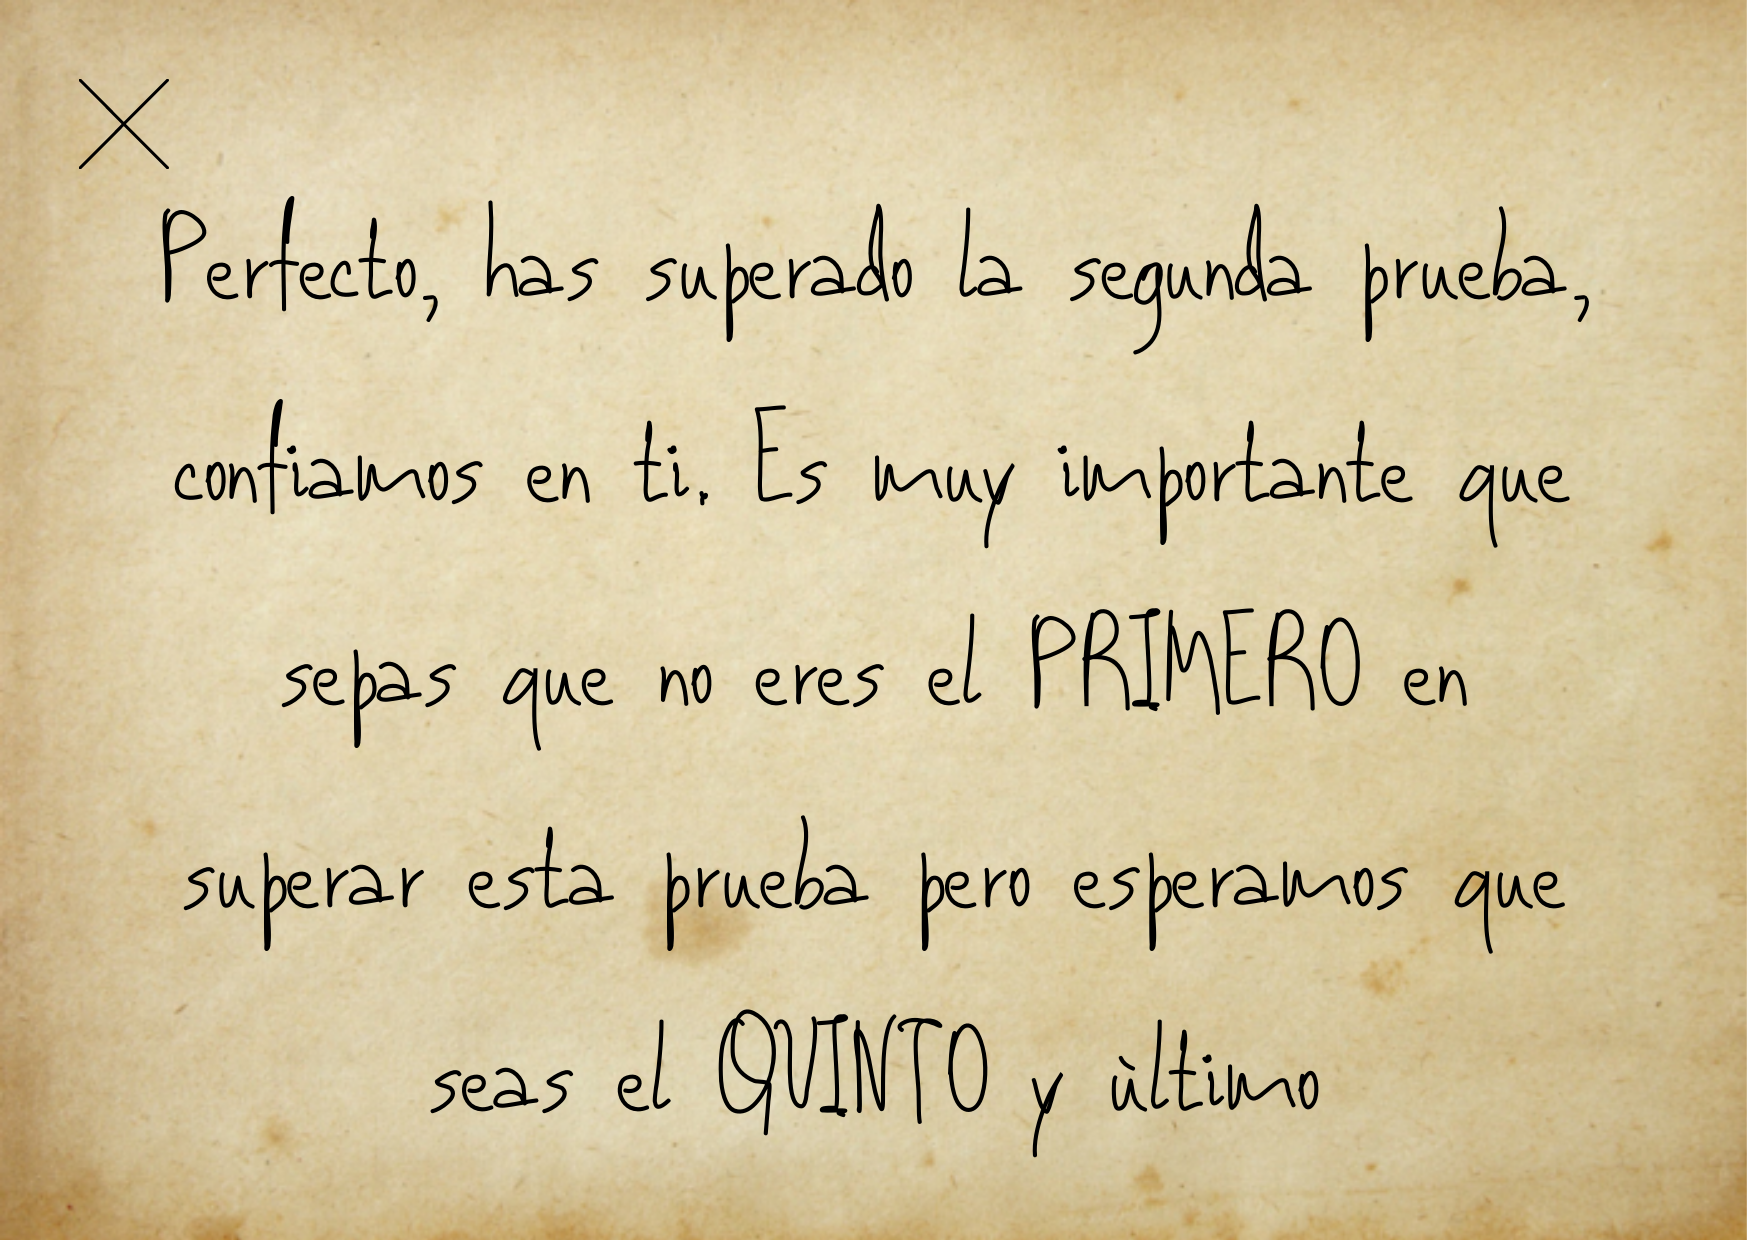 Perfecto, has superado la segunda prueba,
confiamos en ti. Es muy importante que
sepas que no eres el PRIMERO en
superar esta prueba pero esperamos que
seas el QUINTO y ùltimo